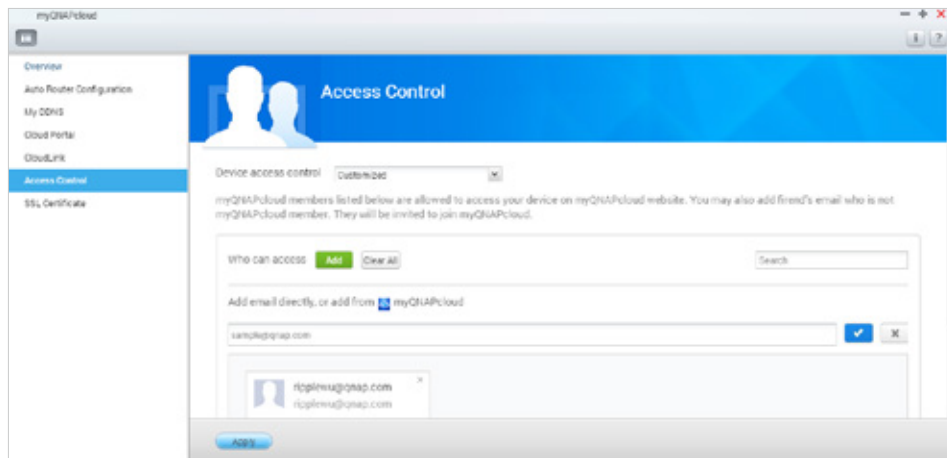 myQNAPcloud
i ?
Overview
Auto Router Configuration
My DDNS
Cloud Portal
CloudLink
Access Control
SSL Certificate
Access Control
Device access control Customized
myQNAPcloud members listed below are allowed to access your device on myQNAPcloud website. You may also add firend's email who is not
myQNAPcloud member. They will be invited to join myQNAPcloud.
Who can access Add Clear All Search
Add email directly, or add from myQNAPcloud
sample@qnap.com
ripplewu@qnap.com
ripplewu@qnap.com
Apply